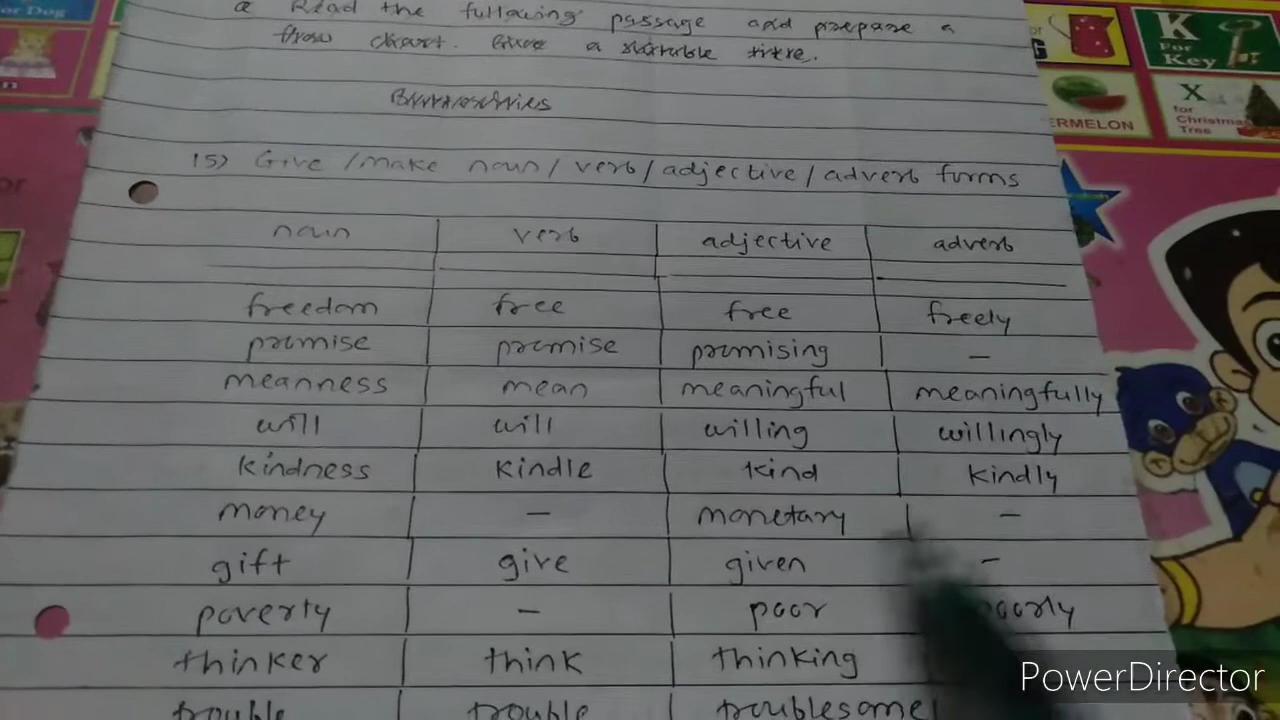 or Dog
a Read the following passage and prepare a
flow chart. Give a suitable title.
15) Give / make noun / verb / adjective / adverb forms
noun verb adjective adverb
freedom free free freely
promise promise promising —
meanness mean meaningful meaningfully
will will willing willingly
kindness kindle kind kindly
money — monetary —
gift give given —
poverty — poor poorly
thinker think thinking
trouble trouble troublesome
K
For
Key
ERMELON
X
for
Christmas
Tree
PowerDirector